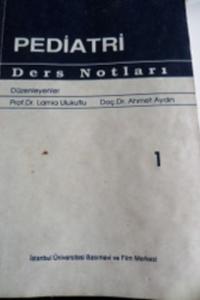 PEDİATRİ
Ders Notları
Düzenleyenler
Prof.Dr. Lamia Ulukutlu Doç.Dr. Ahmet Aydın
1
İstanbul Üniversitesi Basımevi ve Film Merkezi